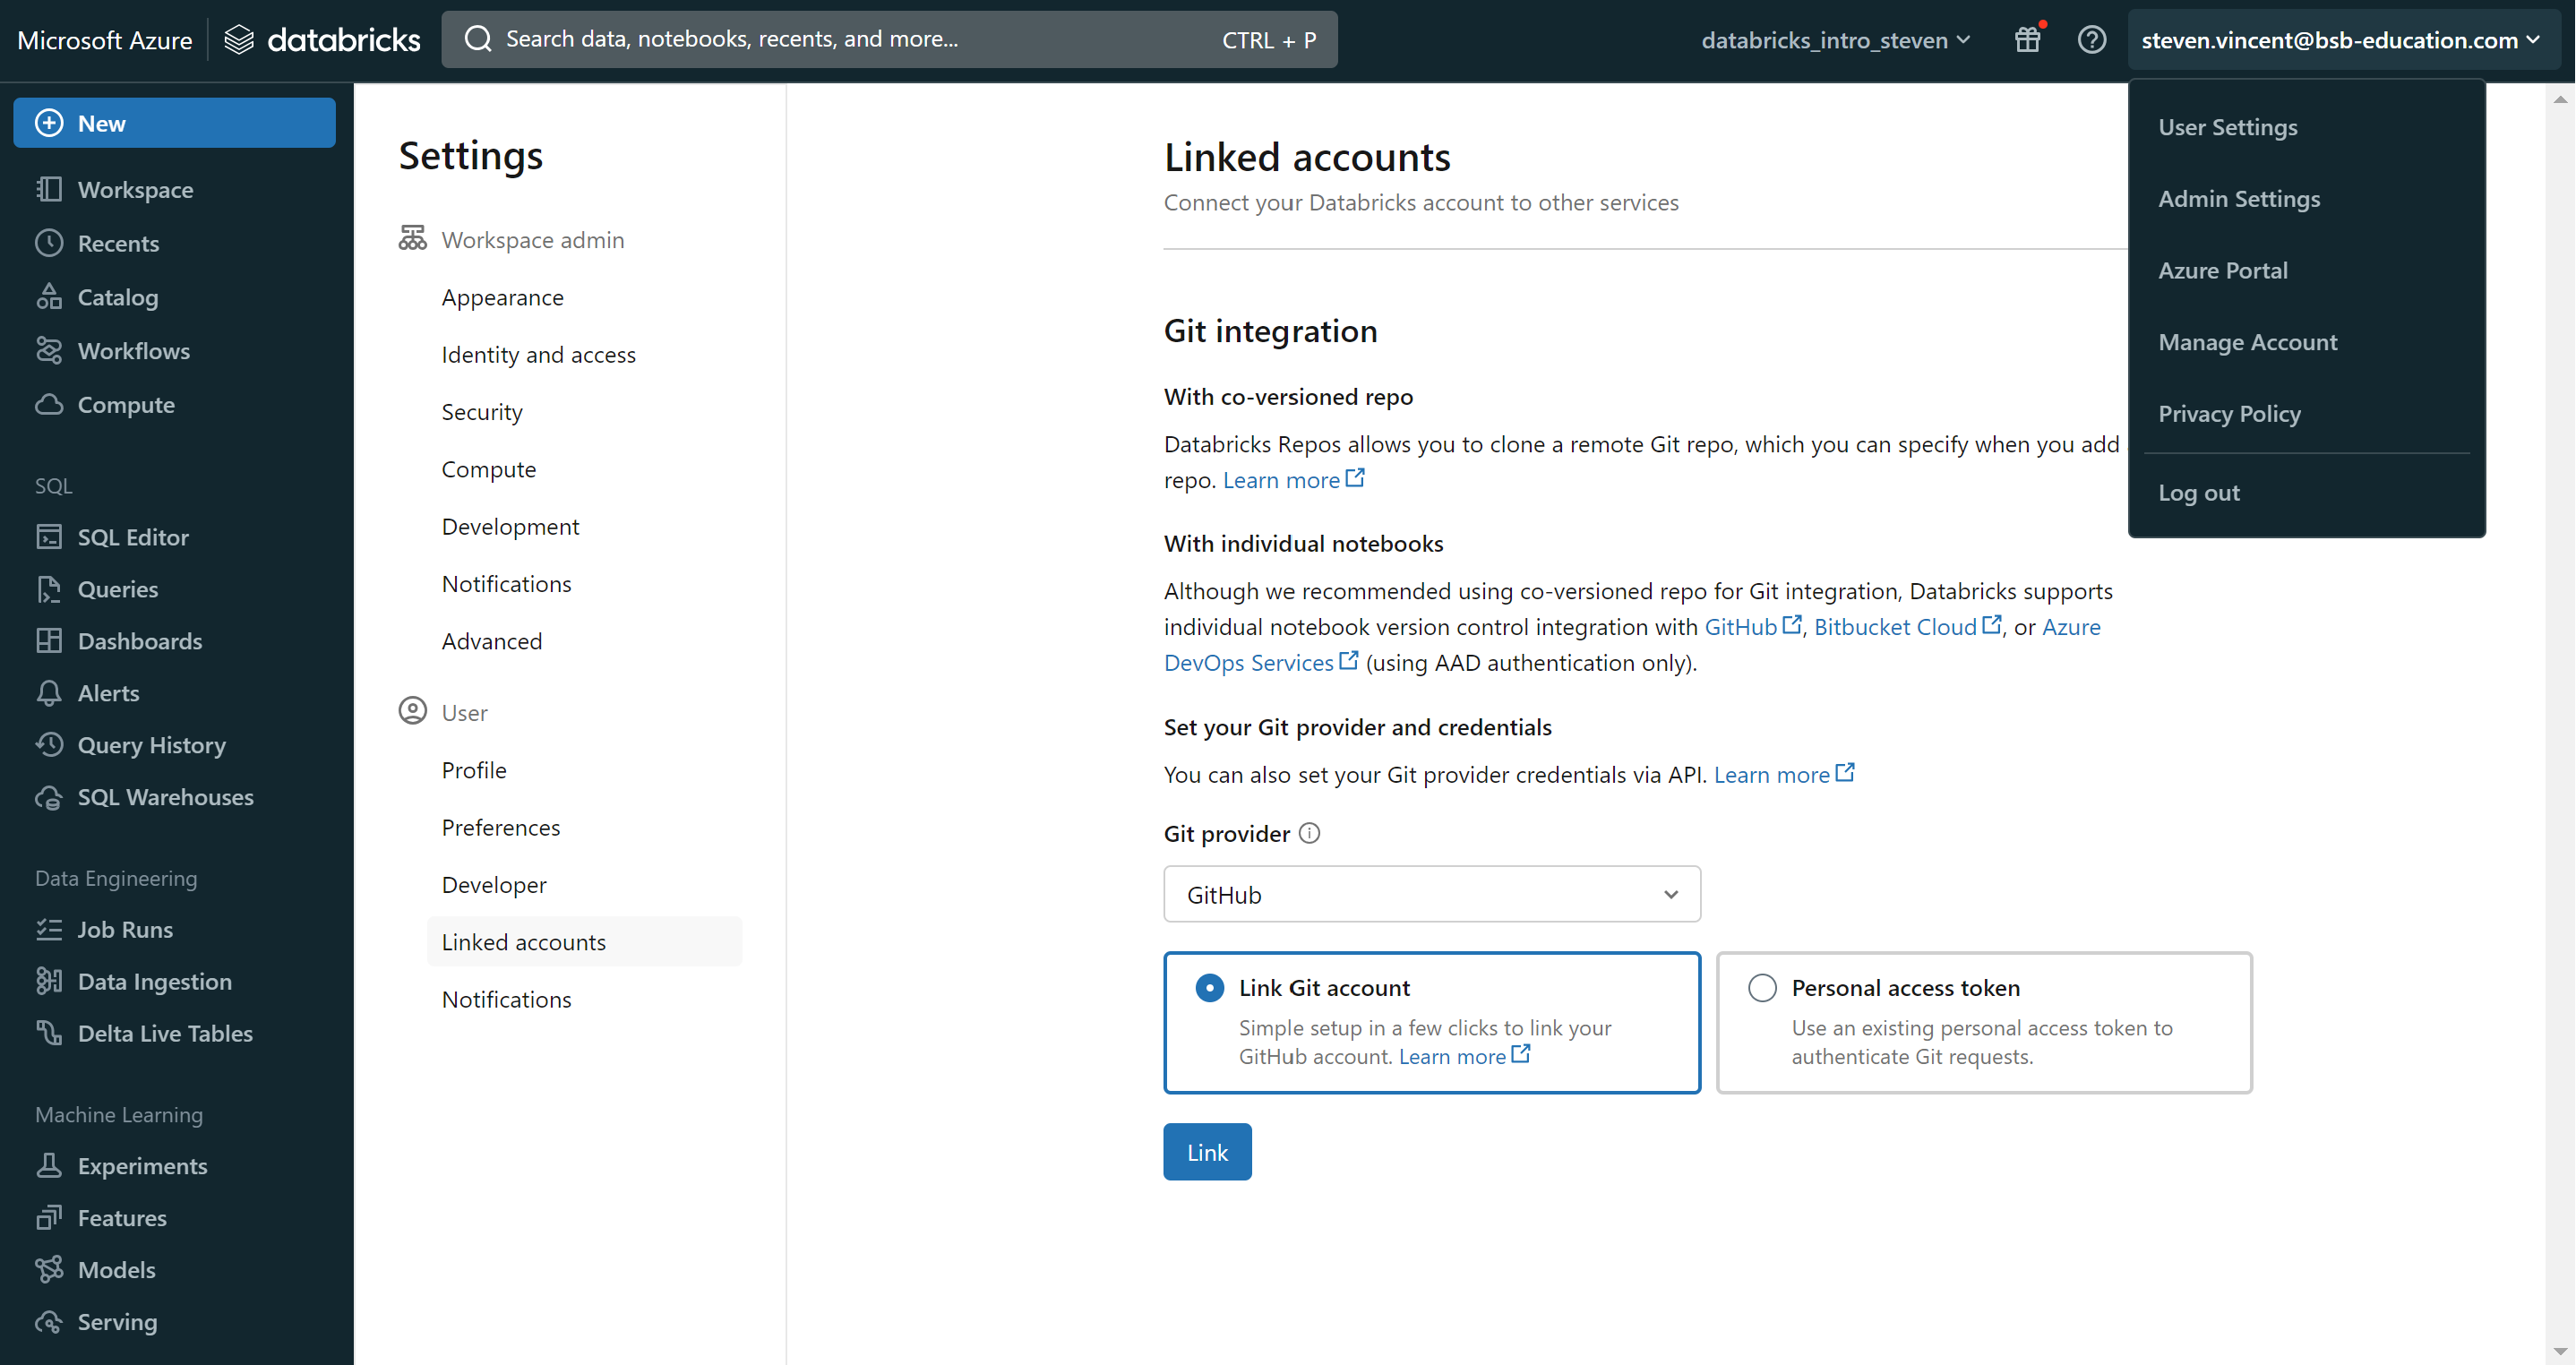 Microsoft Azure
databricks
Search data, notebooks, recents, and more...
CTRL + P
databricks_intro_steven
steven.vincent@bsb-education.com
New
Workspace
Recents
Catalog
Workflows
Compute
SQL
SQL Editor
Queries
Dashboards
Alerts
Query History
SQL Warehouses
Data Engineering
Job Runs
Data Ingestion
Delta Live Tables
Machine Learning
Experiments
Features
Models
Serving
Settings
Workspace admin
Appearance
Identity and access
Security
Compute
Development
Notifications
Advanced
User
Profile
Preferences
Developer
Linked accounts
Notifications
Linked accounts
Connect your Databricks account to other services
Git integration
With co-versioned repo
Databricks Repos allows you to clone a remote Git repo, which you can specify when you add
repo. Learn more
With individual notebooks
Although we recommended using co-versioned repo for Git integration, Databricks supports
individual notebook version control integration with GitHub, Bitbucket Cloud, or Azure
DevOps Services (using AAD authentication only).
Set your Git provider and credentials
You can also set your Git provider credentials via API. Learn more
Git provider
GitHub
Link Git account
Simple setup in a few clicks to link your
GitHub account. Learn more
Personal access token
Use an existing personal access token to
authenticate Git requests.
Link
User Settings
Admin Settings
Azure Portal
Manage Account
Privacy Policy
Log out